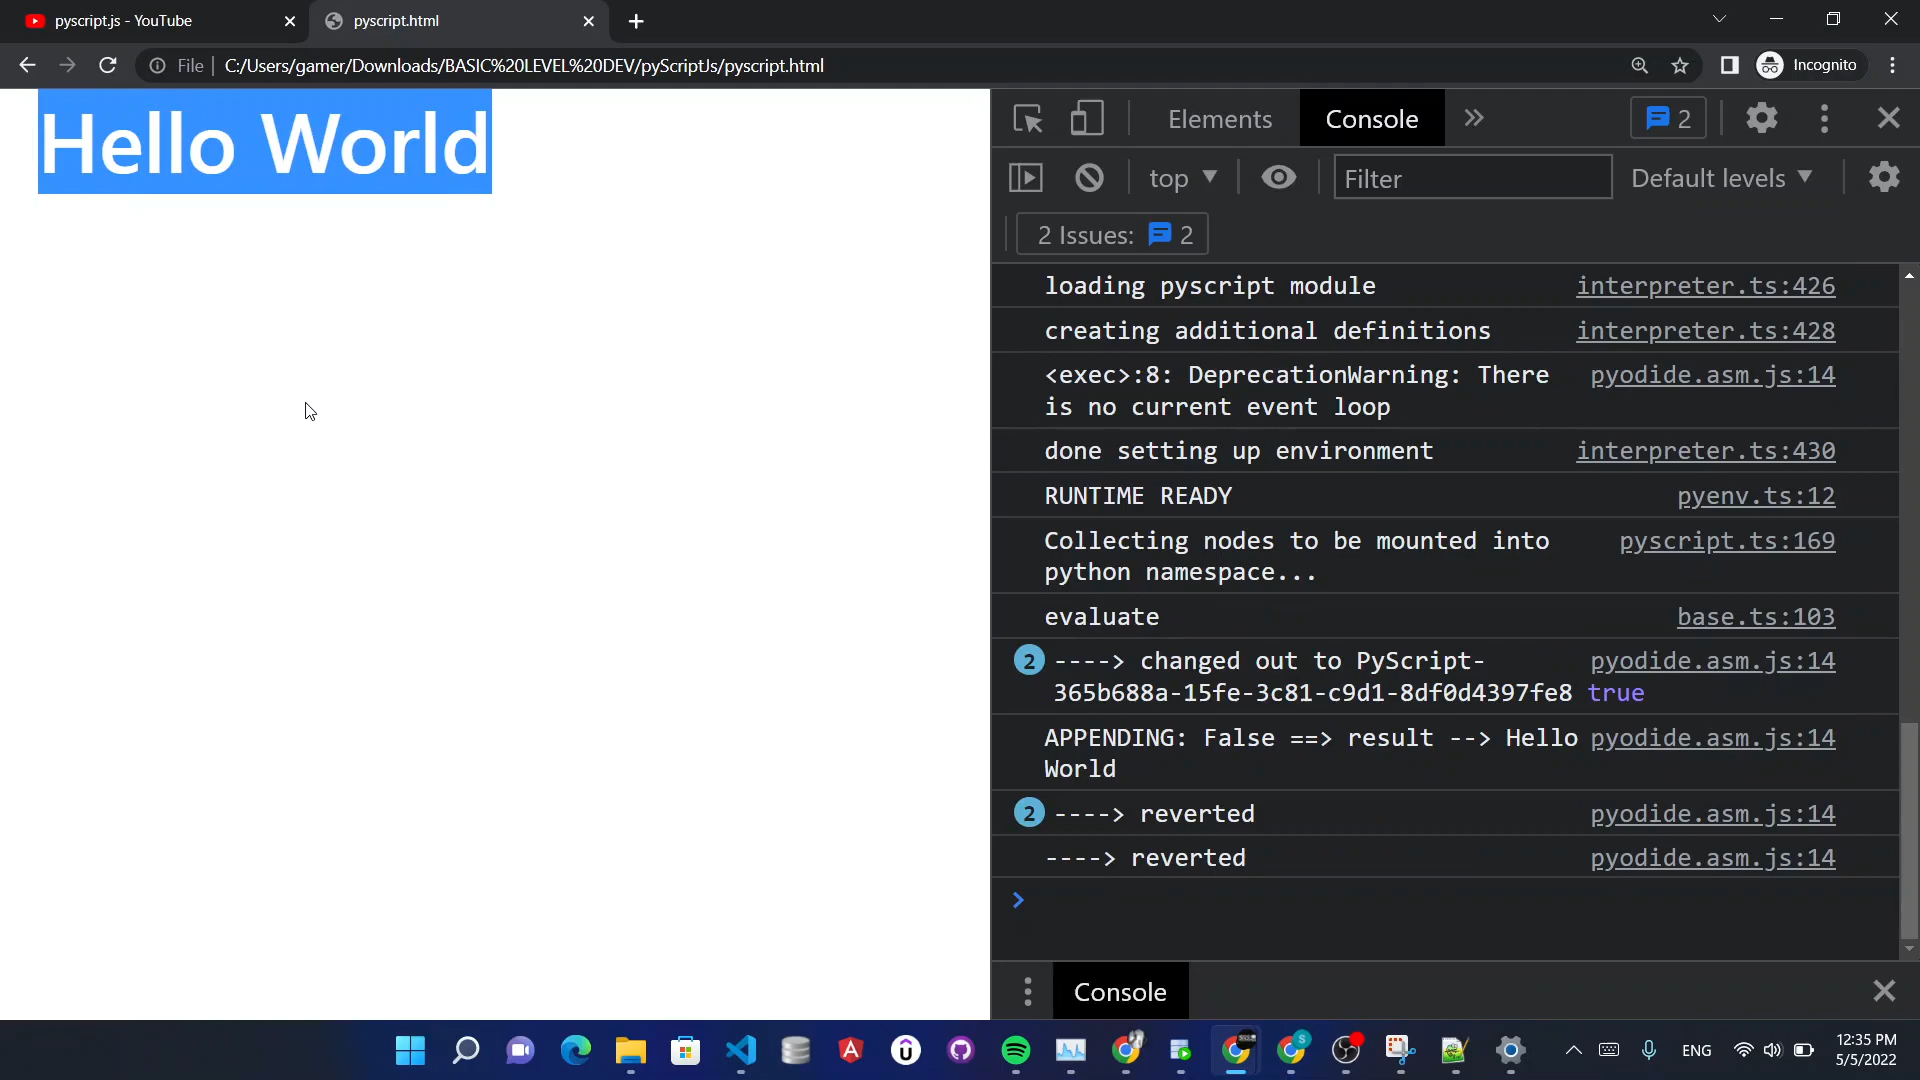 pyscript.js - YouTube
pyscript.html
File
C:/Users/gamer/Downloads/BASIC%20LEVEL%20DEV/pyScriptJs/pyscript.html
Incognito
Hello World
Elements
Console
2
top
Filter
Default levels
2 Issues: 2
loading pyscript module interpreter.ts:426
creating additional definitions interpreter.ts:428
<exec>:8: DeprecationWarning: There pyodide.asm.js:14
is no current event loop
done setting up environment interpreter.ts:430
RUNTIME READY pyenv.ts:12
Collecting nodes to be mounted into pyscript.ts:169
python namespace...
evaluate base.ts:103
2 ----> changed out to PyScript- pyodide.asm.js:14
365b688a-15fe-3c81-c9d1-8df0d4397fe8 true
APPENDING: False ==> result --> Hello pyodide.asm.js:14
World
2 ----> reverted pyodide.asm.js:14
----> reverted pyodide.asm.js:14
Console
ENG
12:35 PM
5/5/2022